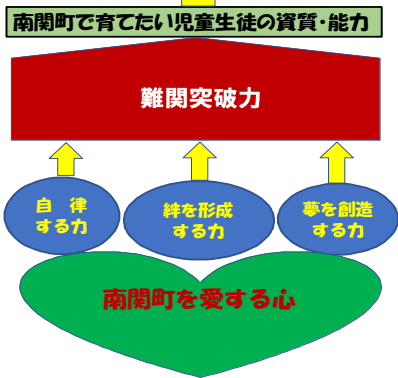 南関町で育てたい児童生徒の資質・能力
難関突破力
自　律
する力
絆を形成
する力
夢を創造
する力
南関町を愛する心